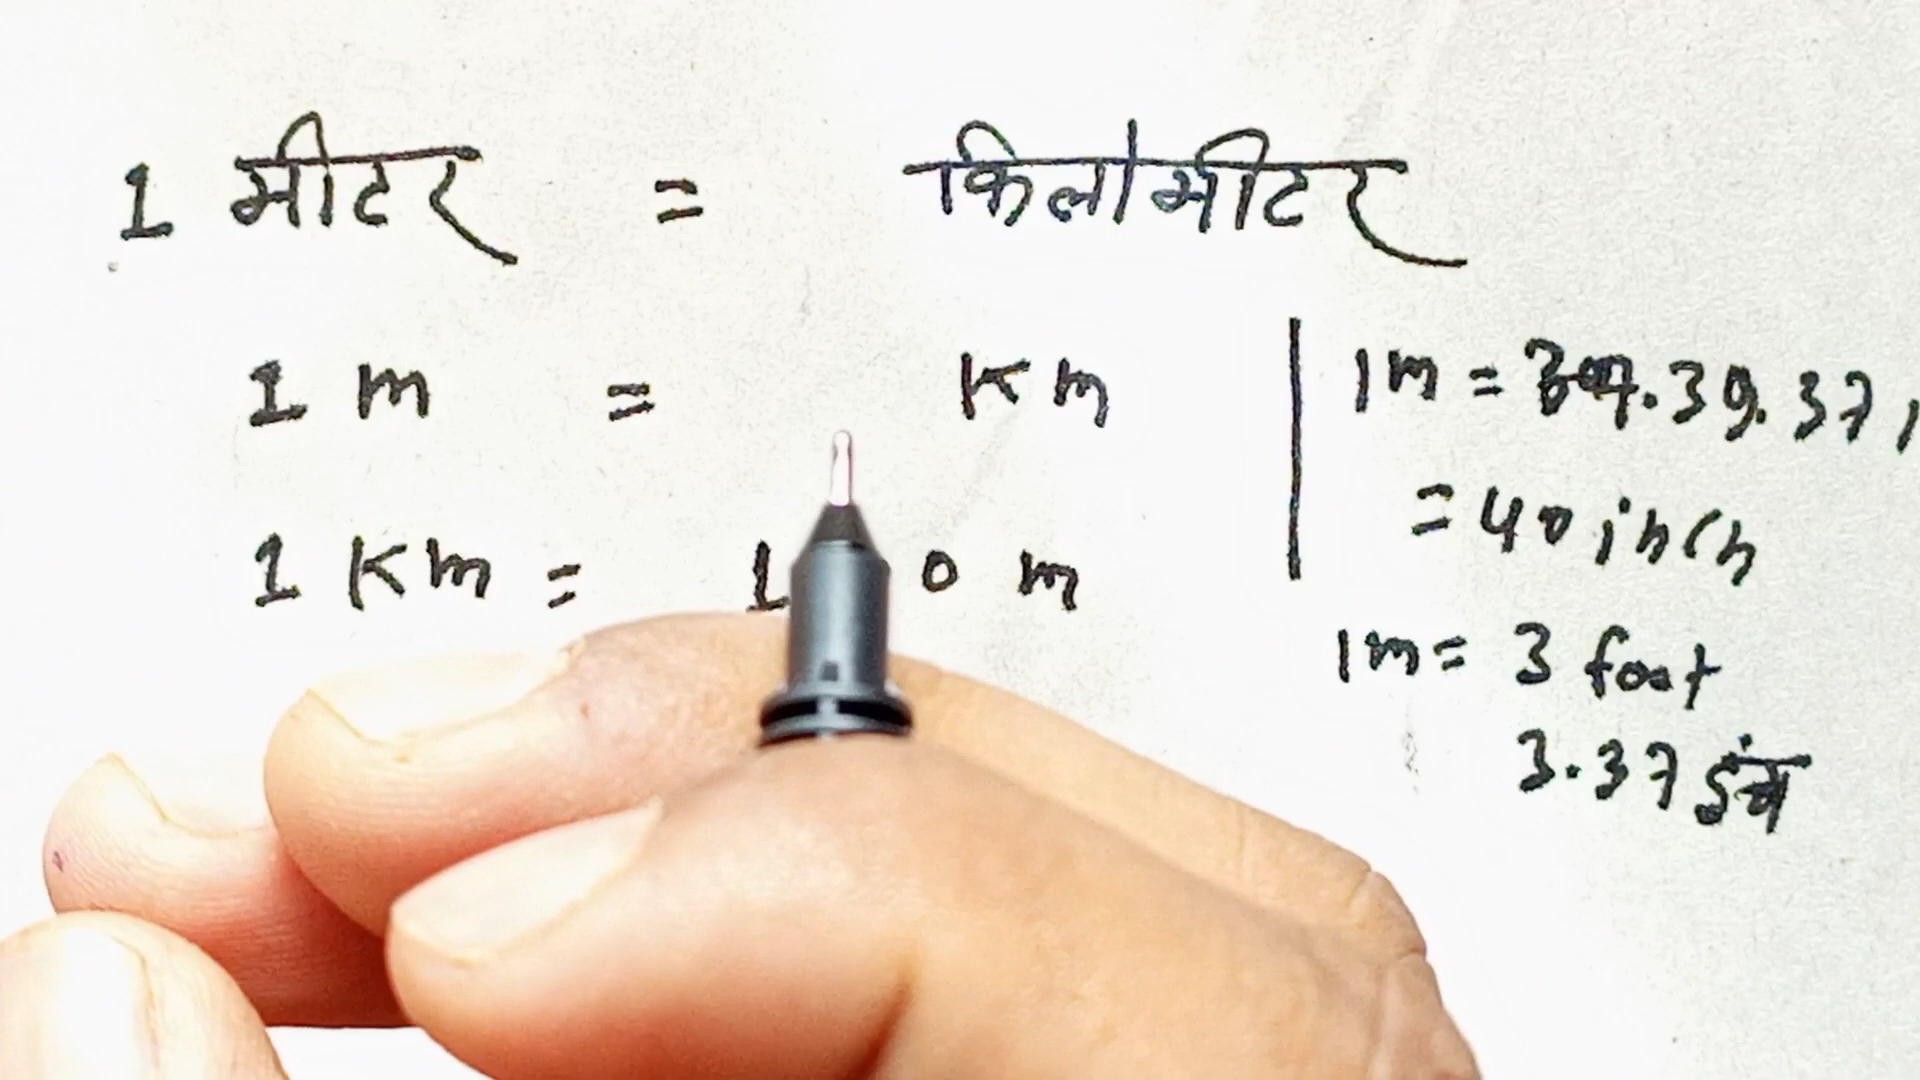 1 मीटर = किलोमीटर
1 m = Km
1 Km = 1 0 m
1m = 39.37
= 40 inch
1m = 3 foot
3.37 इंच